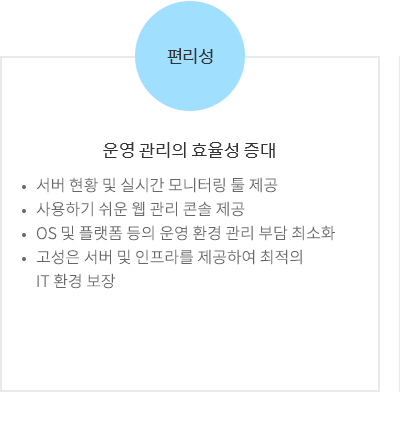 편리성
운영 관리의 효율성 증대
• 서버 현황 및 실시간 모니터링 툴 제공
• 사용하기 쉬운 웹 관리 콘솔 제공
• OS 및 플랫폼 등의 운영 환경 관리 부담 최소화
• 고성은 서버 및 인프라를 제공하여 최적의
IT 환경 보장